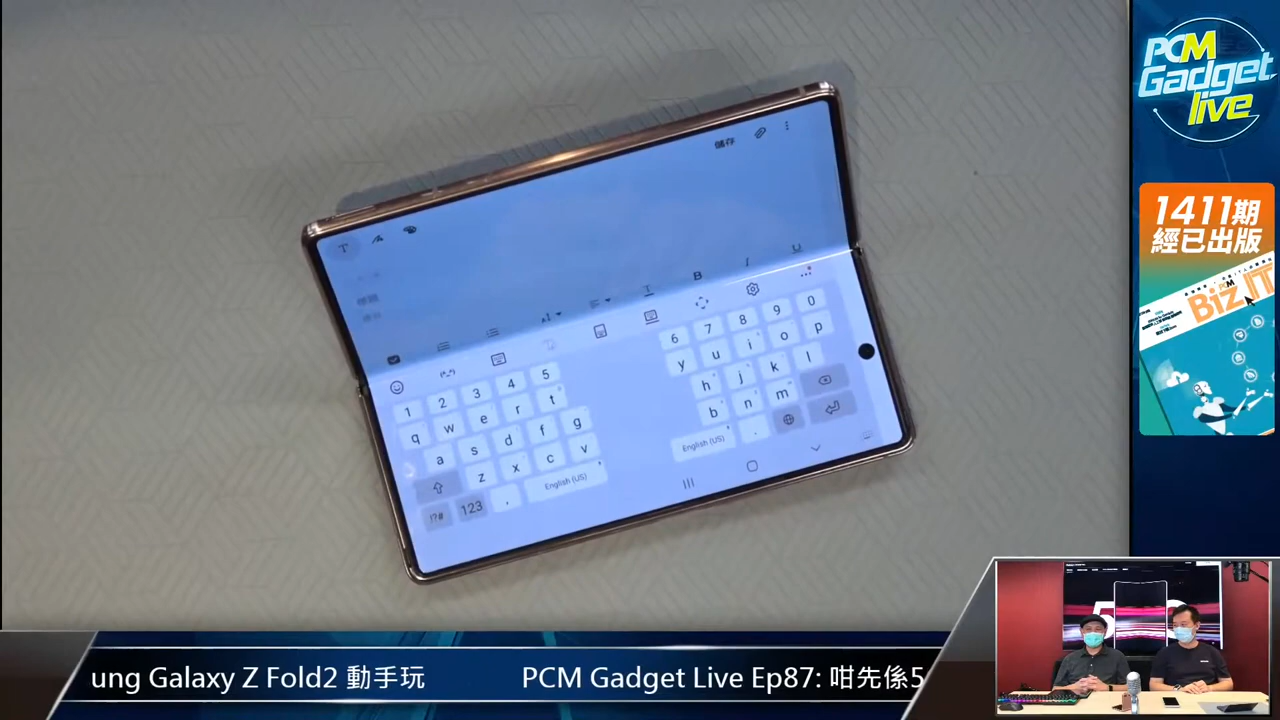 儲存
T
B
I
U
T
1 2 3 4 5 6 7 8 9 0
q w e r t y u i o p
a s d f g h j k l
z x c v b n m
!?# 123 , English (US) English (US) .
PCM
Gadget
live
1411期
經已出版
PCM
Biz IT
ung Galaxy Z Fold2 動手玩 PCM Gadget Live Ep87: 咁先係5